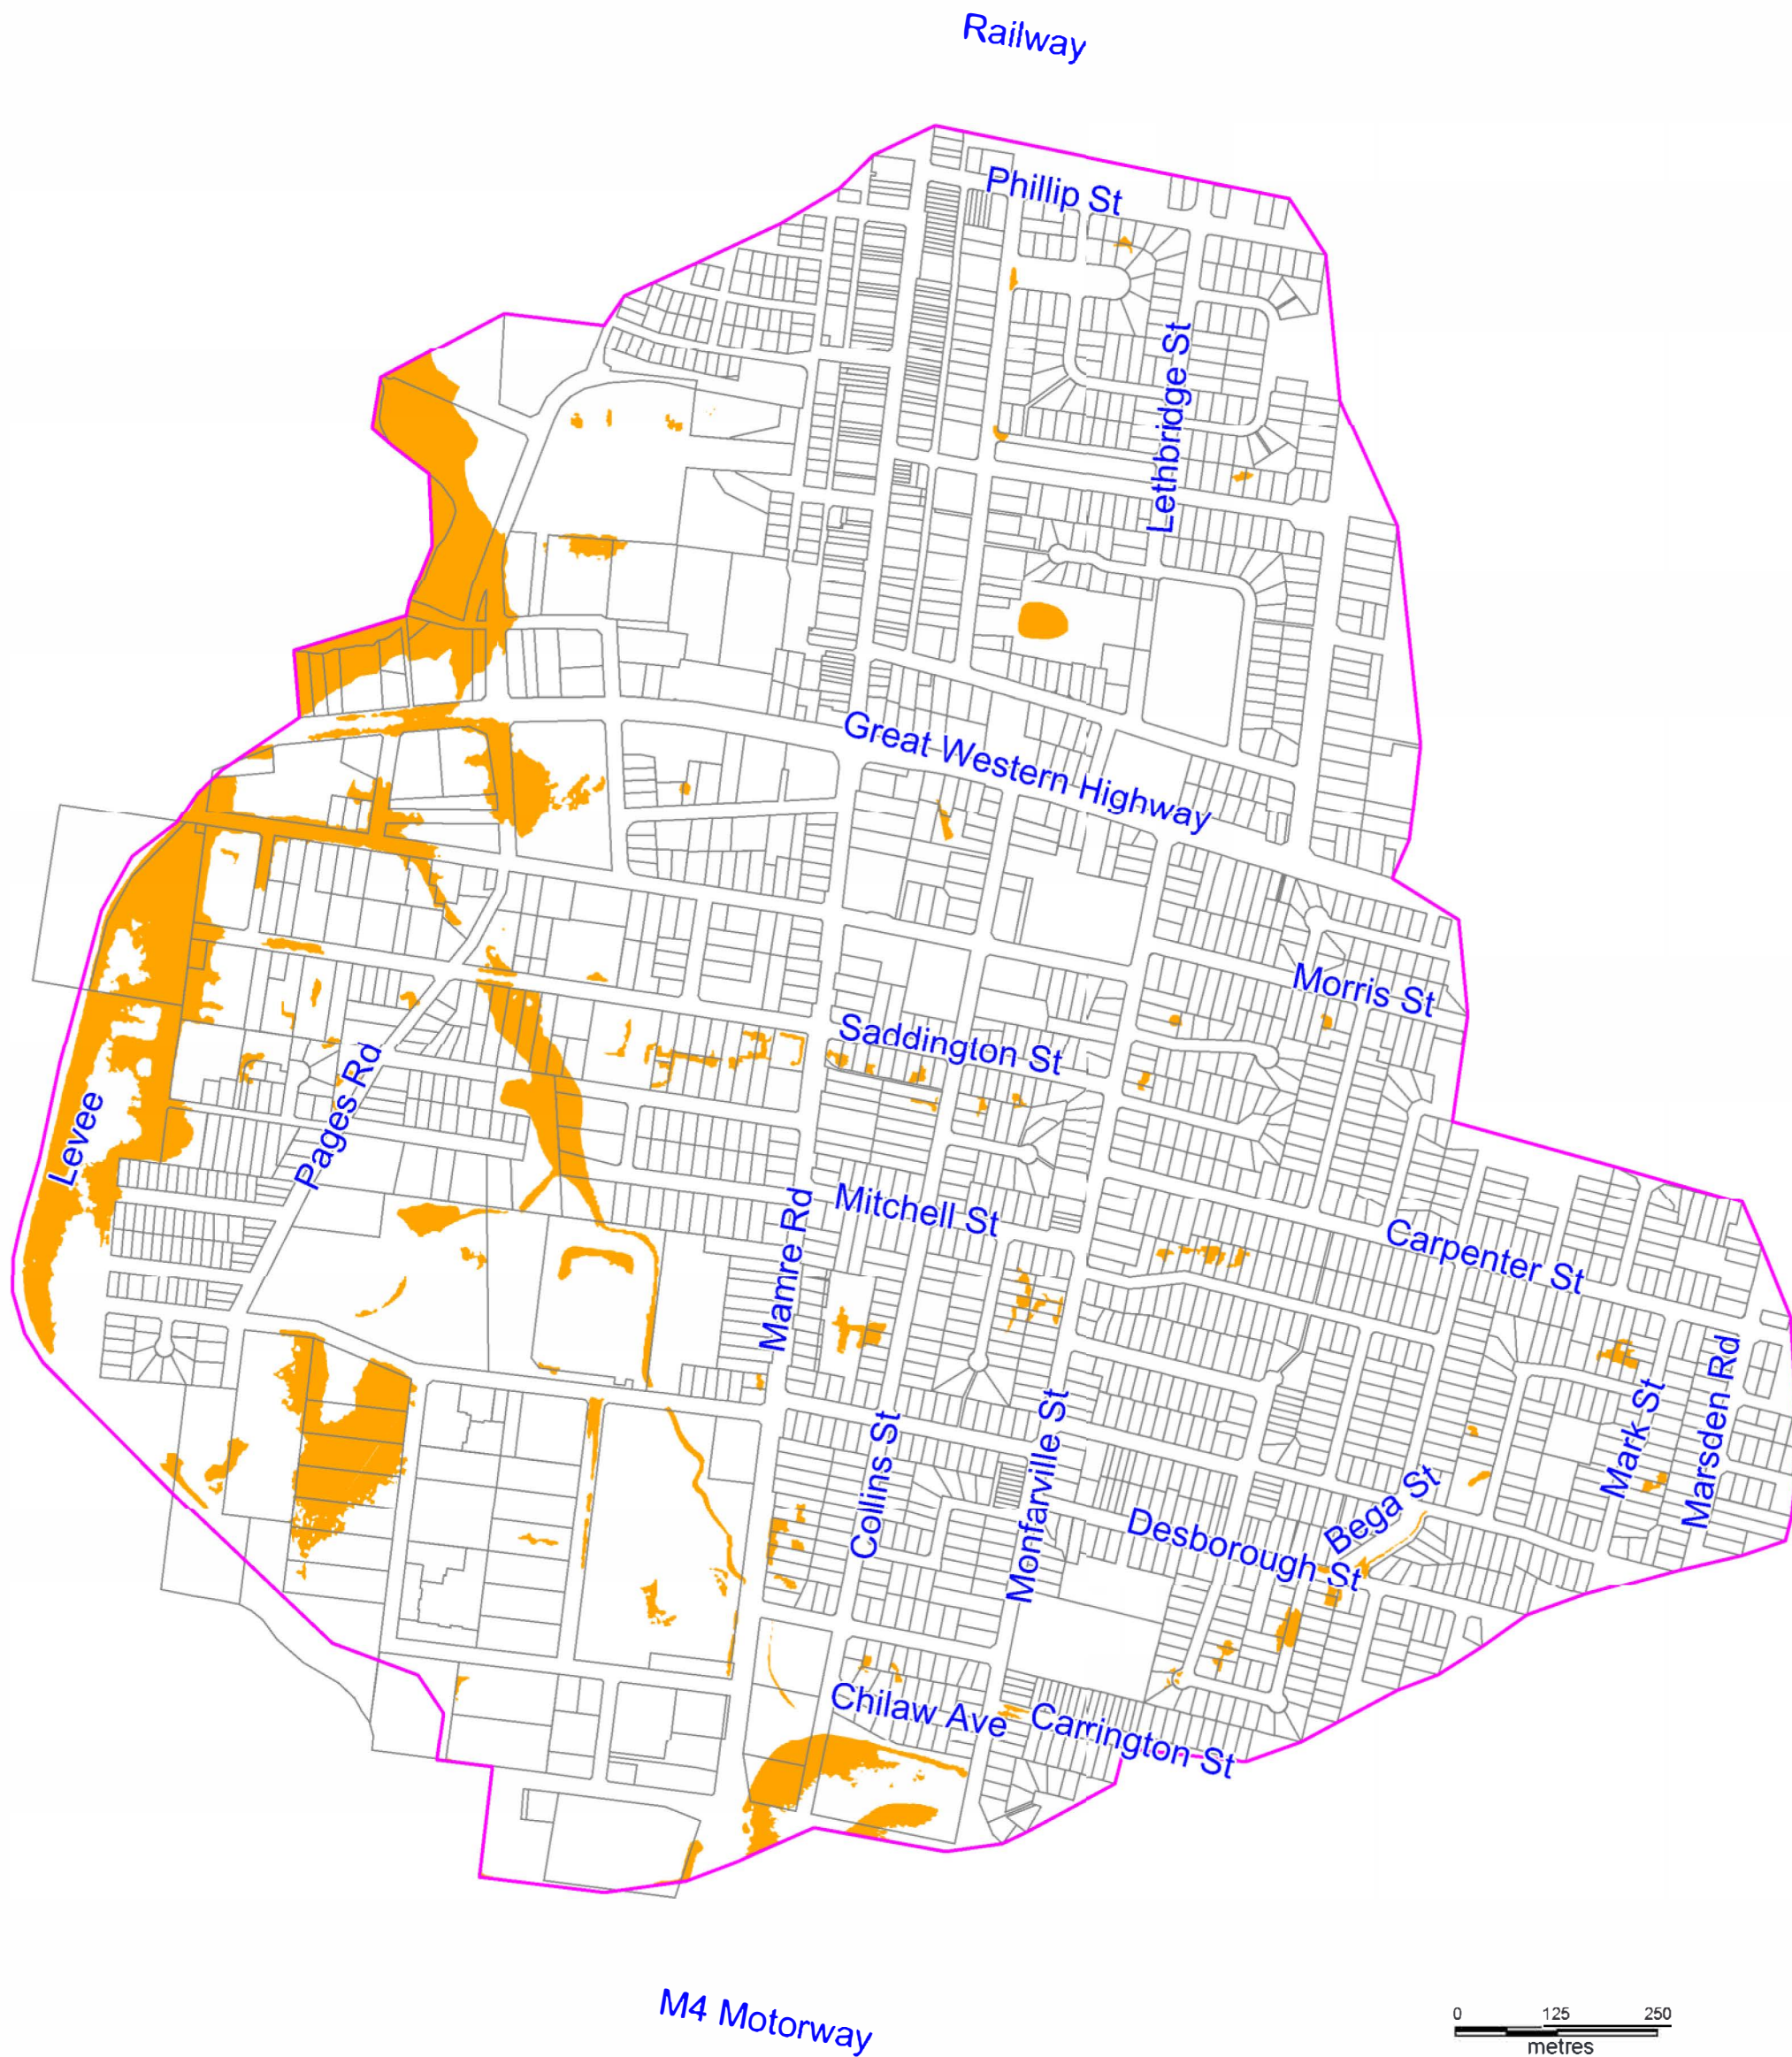 Railway
Phillip St
Lethbridge St
Great Western Highway
Morris St
Saddington St
Pages Rd
Levee
Mitchell St
Mamre Rd
Carpenter St
Marsden Rd
Mark St
Collins St
Monfarville St
Bega St
Desborough St
Chilaw Ave
Carrington St
M4 Motorway
0 125 250
metres